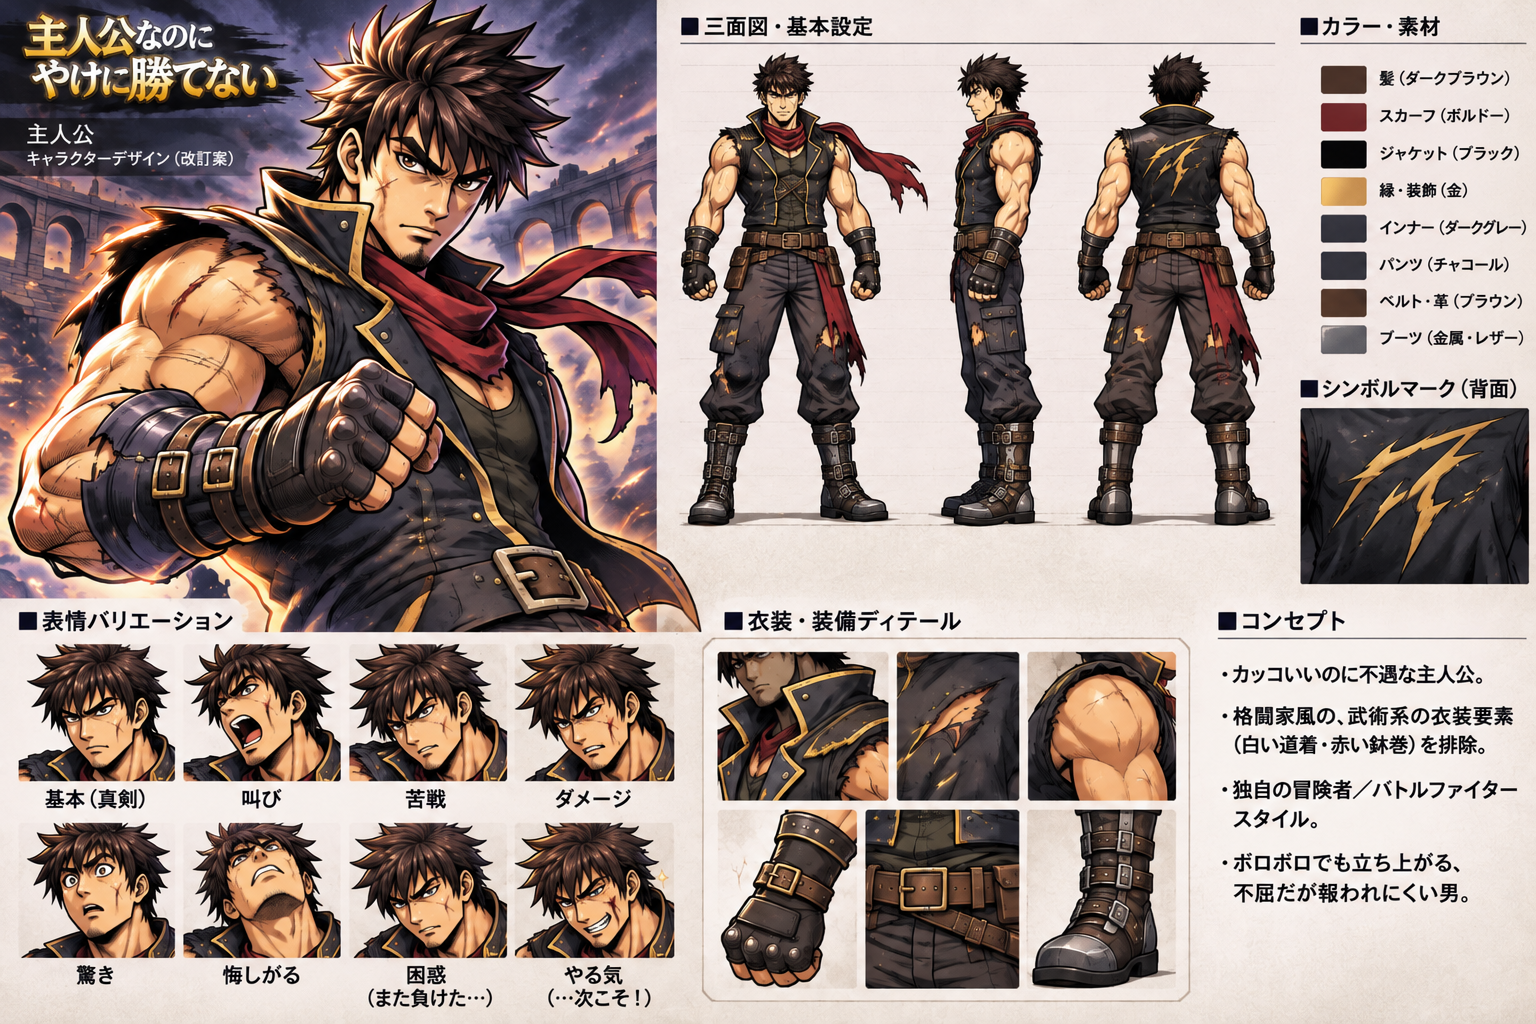 主人公なのに
やけに勝てない
主人公
キャラクターデザイン（改訂案）
■三面図・基本設定
■カラー・素材
髪（ダークブラウン）
スカーフ（ボルドー）
ジャケット（ブラック）
縁・装飾（金）
インナー（ダークグレー）
パンツ（チャコール）
ベルト・革（ブラウン）
ブーツ（金属・レザー）
■シンボルマーク（背面）
■表情バリエーション
基本（真剣）
叫び
苦戦
ダメージ
驚き
悔しがる
困惑
（また負けた…）
やる気
（…次こそ！）
■衣装・装備ディテール
■コンセプト
・カッコいいのに不遇な主人公。
・格闘家風の、武術系の衣装要素
（白い道着・赤い鉢巻）を排除。
・独自の冒険者／バトルファイター
スタイル。
・ボロボロでも立ち上がる、
不屈だが報われにくい男。